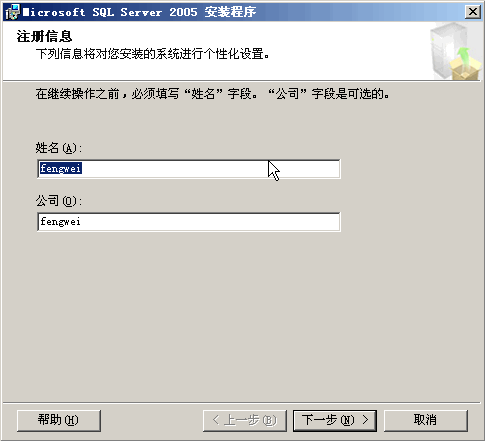 Microsoft SQL Server 2005 安装程序
注册信息
下列信息将对您安装的系统进行个性化设置。
在继续操作之前，必须填写“姓名”字段。“公司”字段是可选的。
姓名(A):
fengwei
公司(O):
fengwei
帮助(H) < 上一步(B) 下一步(N) > 取消